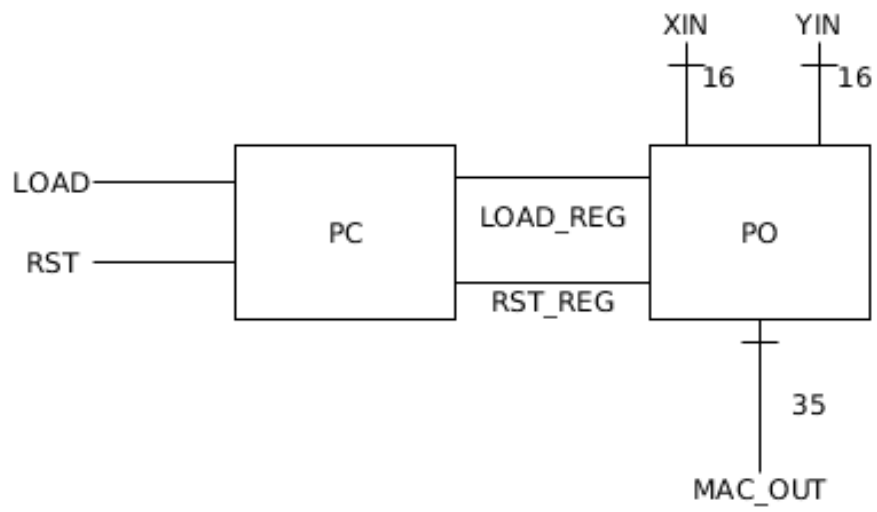 XIN YIN
16 16
LOAD
PC
LOAD_REG
PO
RST
RST_REG
35
MAC_OUT